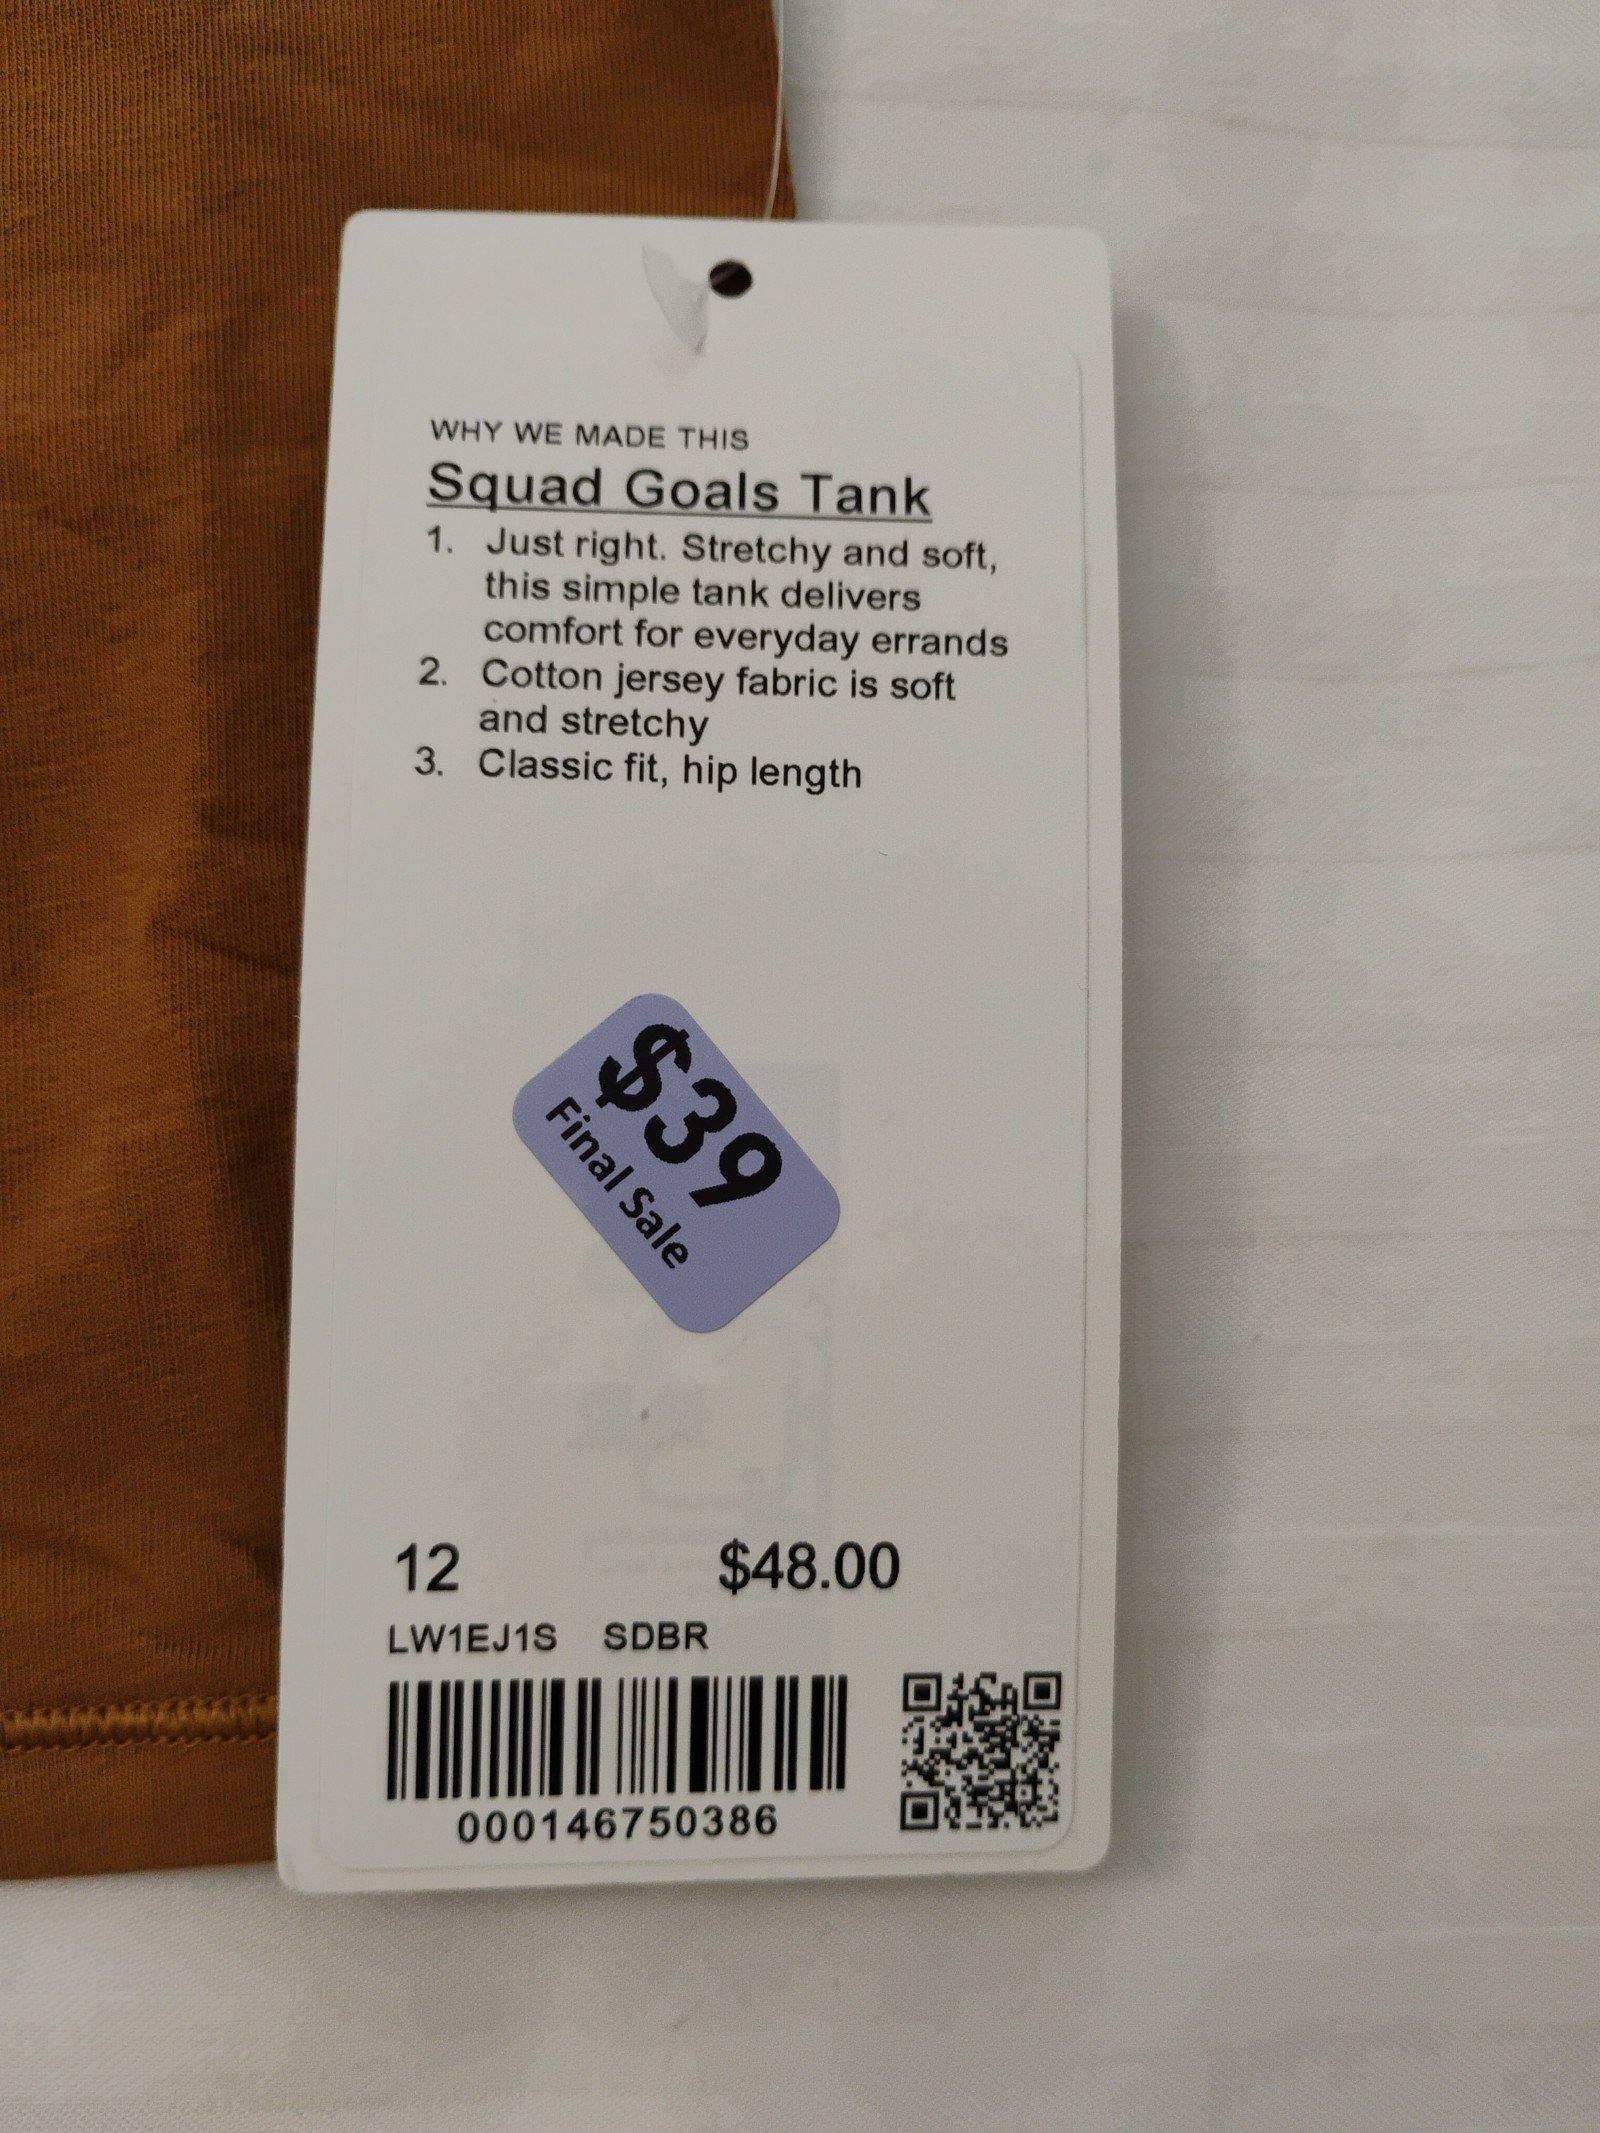 WHY WE MADE THIS
Squad Goals Tank
1. Just right. Stretchy and soft,
this simple tank delivers
comfort for everyday errands
2. Cotton jersey fabric is soft
and stretchy
3. Classic fit, hip length
$39
Final Sale
12 $48.00
LW1EJ1S SDBR
000146750386